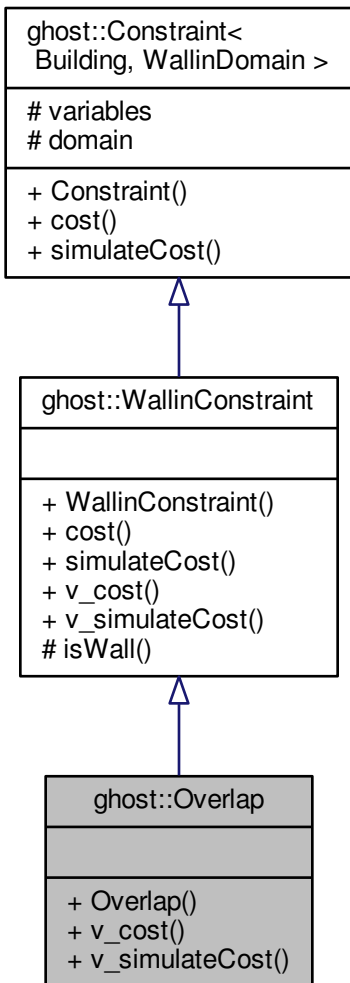 ghost::Constraint<
Building, WallinDomain >
# variables
# domain
+ Constraint()
+ cost()
+ simulateCost()
ghost::WallinConstraint
+ WallinConstraint()
+ cost()
+ simulateCost()
+ v_cost()
+ v_simulateCost()
# isWall()
ghost::Overlap
+ Overlap()
+ v_cost()
+ v_simulateCost()